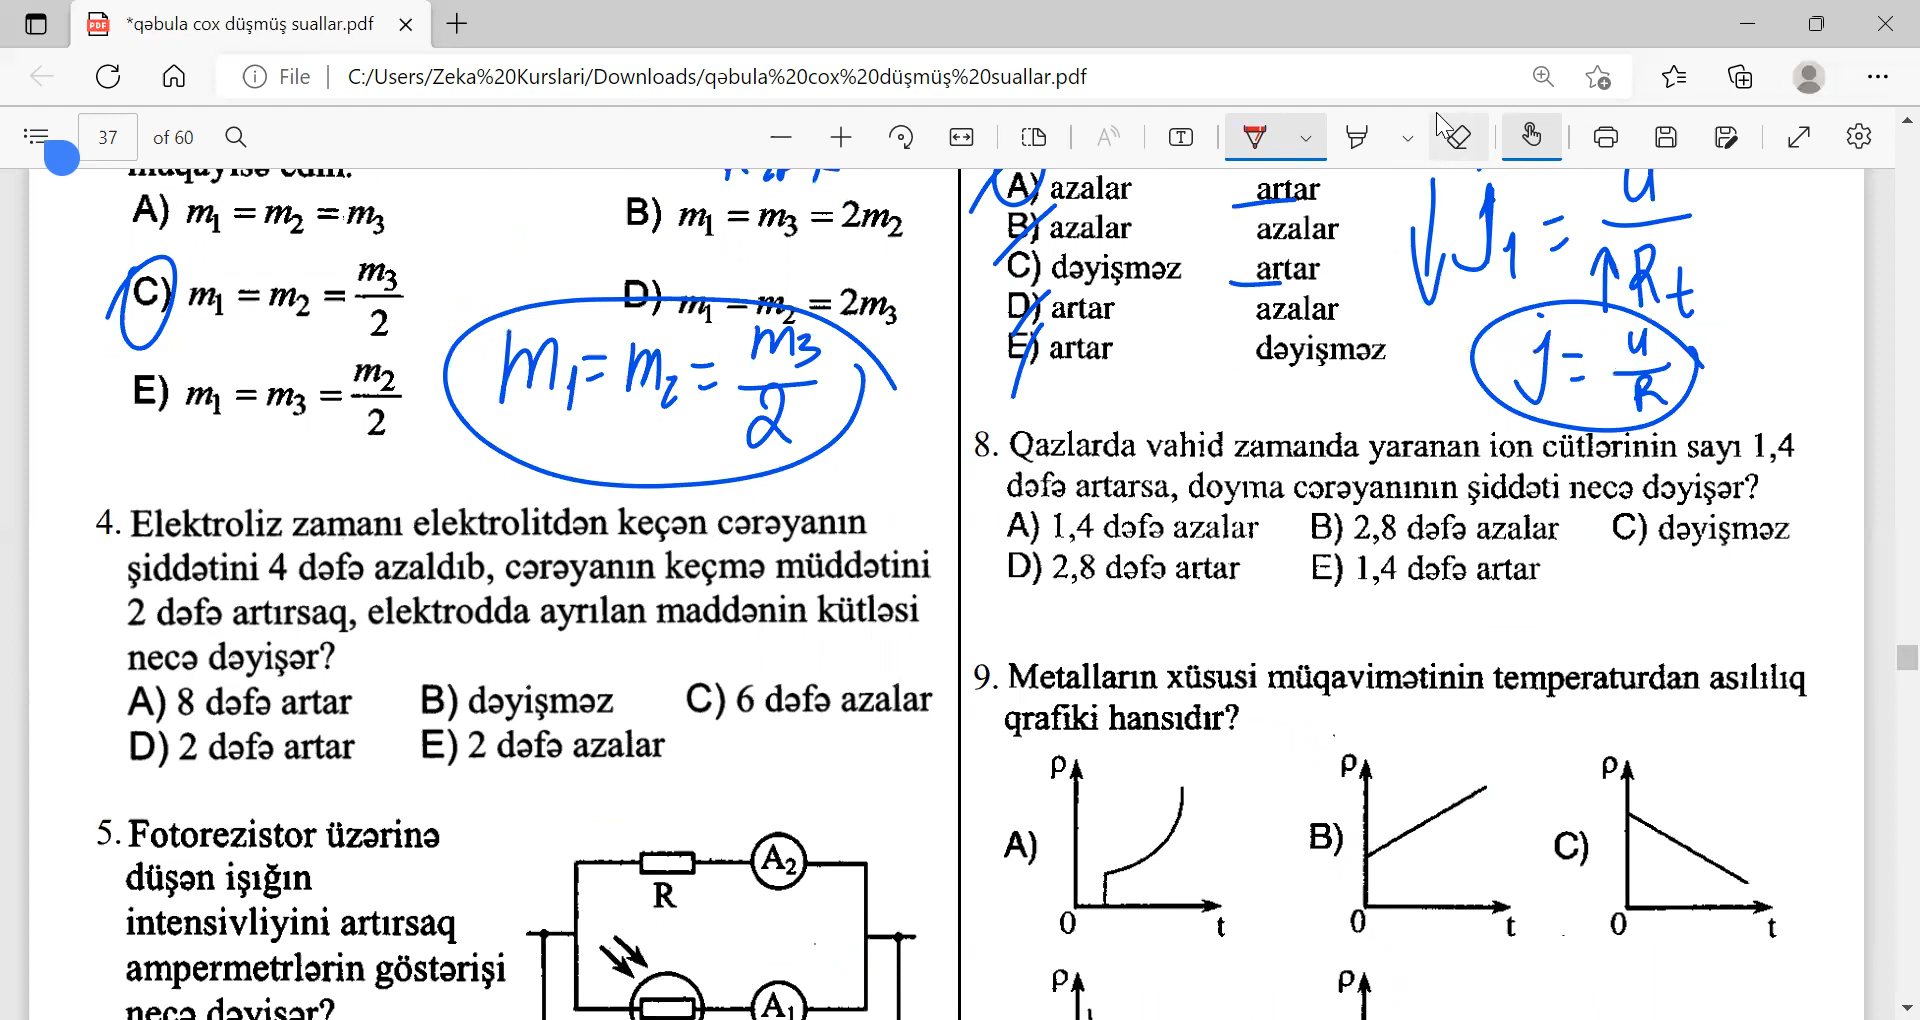 *qəbula cox düşmüş suallar.pdf
File
C:/Users/Zeka%20Kurslari/Downloads/qəbula%20cox%20düşmüş%20suallar.pdf
37 of 60
A) m₁ = m₂ = m₃
B) m₁ = m₃ = 2m₂
C) m₁ = m₂ = m₃/2
D) m₁ = m₂ = 2m₃
E) m₁ = m₃ = m₂/2
m₁ = m₂ = m₃/2
4. Elektroliz zamanı elektrolitdən keçən cərəyanın
şiddətini 4 dəfə azaldıb, cərəyanın keçmə müddətini
2 dəfə artırsaq, elektrodda ayrılan maddənin kütləsi
necə dəyişər?
A) 8 dəfə artar B) dəyişməz C) 6 dəfə azalar
D) 2 dəfə artar E) 2 dəfə azalar
5. Fotorezistor üzərinə
düşən işığın
intensivliyini artırsaq
ampermetrlərin göstərişi
necə dəyişər?
R
A₂
A₁
A) azalar artar
B) azalar azalar
C) dəyişməz artar
D) artar azalar
E) artar dəyişməz
↓J₁ = u/↑Rt
j = u/R
8. Qazlarda vahid zamanda yaranan ion cütlərinin sayı 1,4
dəfə artarsa, doyma cərəyanının şiddəti necə dəyişər?
A) 1,4 dəfə azalar B) 2,8 dəfə azalar C) dəyişməz
D) 2,8 dəfə artar E) 1,4 dəfə artar
9. Metalların xüsusi müqavimətinin temperaturdan asılılıq
qrafiki hansıdır?
A) ρ 0 t
B) ρ 0 t
C) ρ 0 t
ρ
ρ